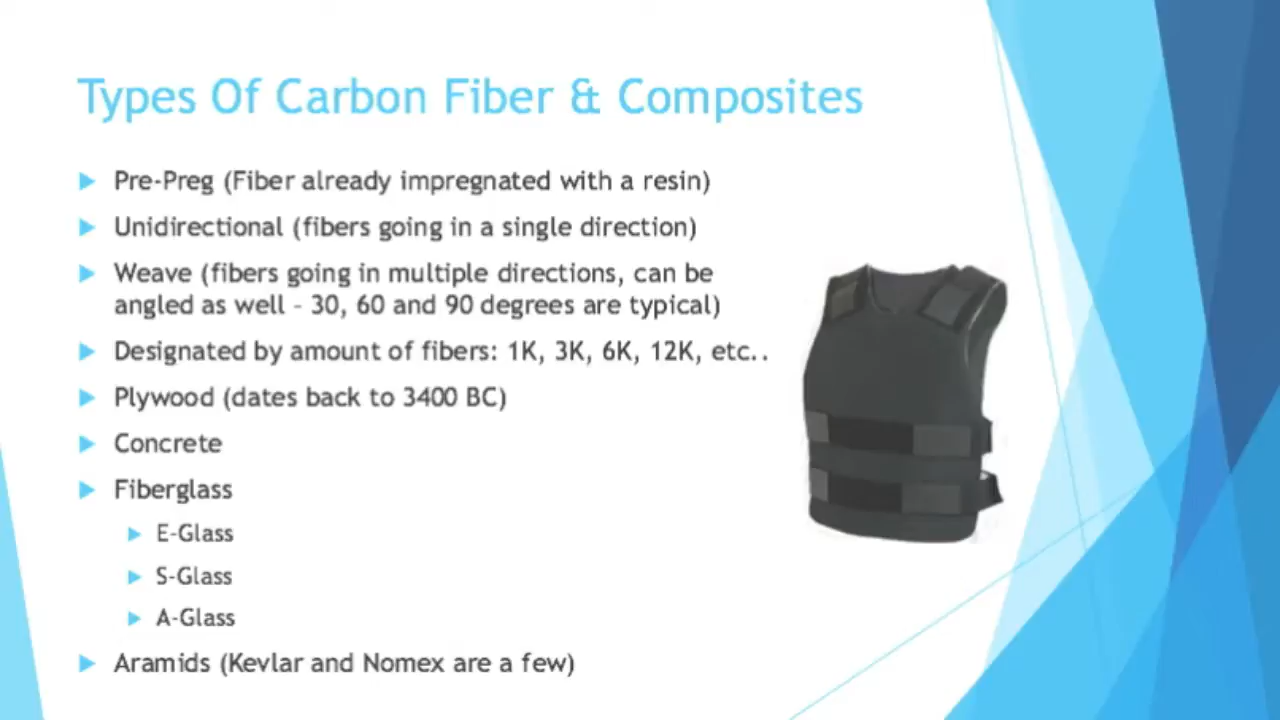 Types Of Carbon Fiber & Composites
Pre-Preg (Fiber already impregnated with a resin)
Unidirectional (fibers going in a single direction)
Weave (fibers going in multiple directions, can be
angled as well – 30, 60 and 90 degrees are typical)
Designated by amount of fibers: 1K, 3K, 6K, 12K, etc..
Plywood (dates back to 3400 BC)
Concrete
Fiberglass
E-Glass
S-Glass
A-Glass
Aramids (Kevlar and Nomex are a few)